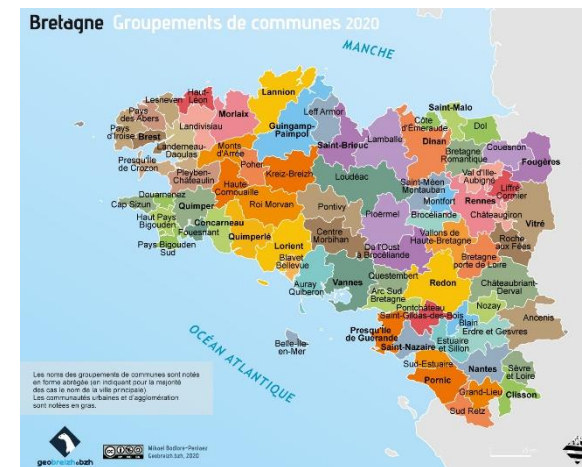 Bretagne Groupements de communes 2020
MANCHE
Lannion
Haut-
Léon
Lesneven
Pays
des Abers
Morlaix
Leff Armor
Saint-Malo
Pays
d'Iroise
Brest
Landivisiau
Guingamp-
Paimpol
Côte
d'Émeraude
Dol
Landerneau-
Daoulas
Saint-Brieuc
Lamballe
Dinan
Couesnon
Monts
d'Arrée
Bretagne
Romantique
Fougères
Presqu'île
de Crozon
Poher
Kreiz-Breizh
Val d'Ille-
Aubigné
Pleyben-
Châteaulin
Loudéac
Saint-Méen
Montauban
Liffré
Cormier
Haute-
Cornouaille
Montfort
Rennes
Douarnenez
Cap Sizun
Quimper
Roi Morvan
Pontivy
Ploërmel
Brocéliande
Châteaugiron
Vitré
Haut Pays
Bigouden
Concarneau
Fouesnant
Quimperlé
Centre
Morbihan
Vallons de
Haute-Bretagne
Roche
aux Fées
Pays Bigouden
Sud
Lorient
De l'Oust
à Brocéliande
Bretagne
porte de Loire
Blavet
Bellevue
Questembert
Auray
Quiberon
Vannes
Redon
Châteaubriant-
Derval
Arc Sud
Bretagne
Pontchâteau
Saint-Gildas-des-Bois
Nozay
Ancenis
Belle-Ile-
en-Mer
Presqu'île
de Guérande
Blain
Erdre et Gesvres
Saint-Nazaire
Estuaire
et Sillon
Sud-Estuaire
Nantes
Sèvre
et Loire
Pornic
Grand-Lieu
Clisson
Sud Retz
OCÉAN ATLANTIQUE
Les noms des groupements de communes sont notés
en forme abrégée (en indiquant pour la majorité
des cas le nom de la ville principale).
Les communautés urbaines et d'agglomération
sont notées en gras.
geobreizh.bzh
Mikael Bodlore-Penlaez
Geobreizh.bzh, 2020